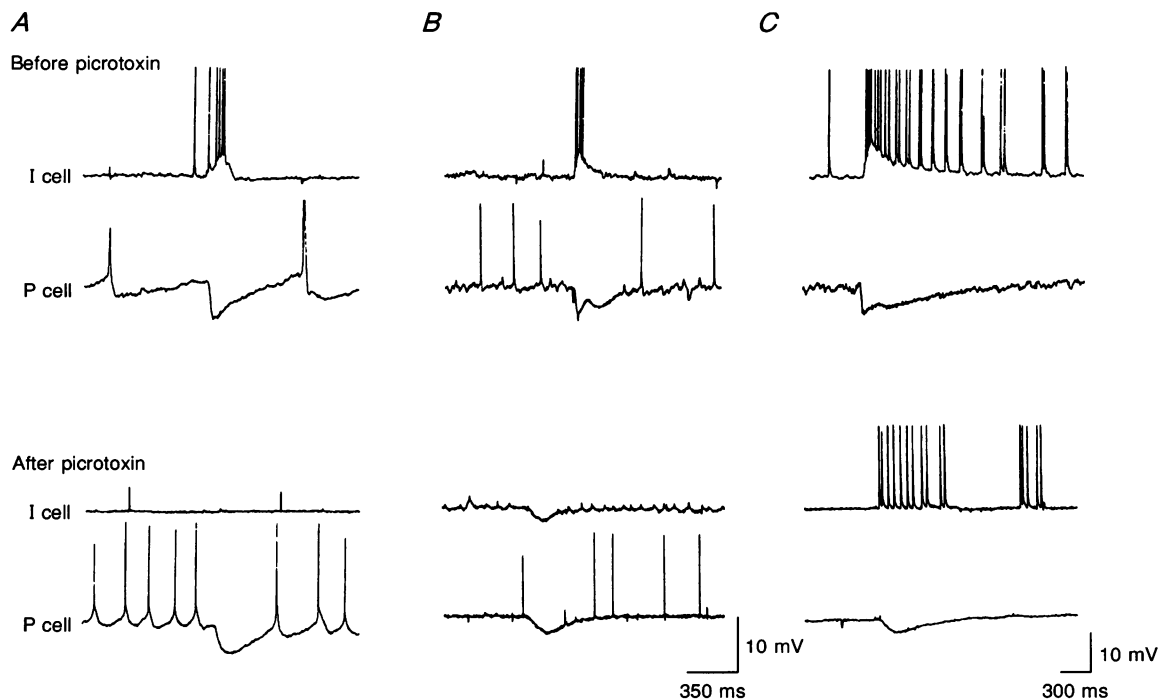 A
B
C
Before picrotoxin
I cell
P cell
After picrotoxin
I cell
P cell
10 mV
350 ms
10 mV
300 ms